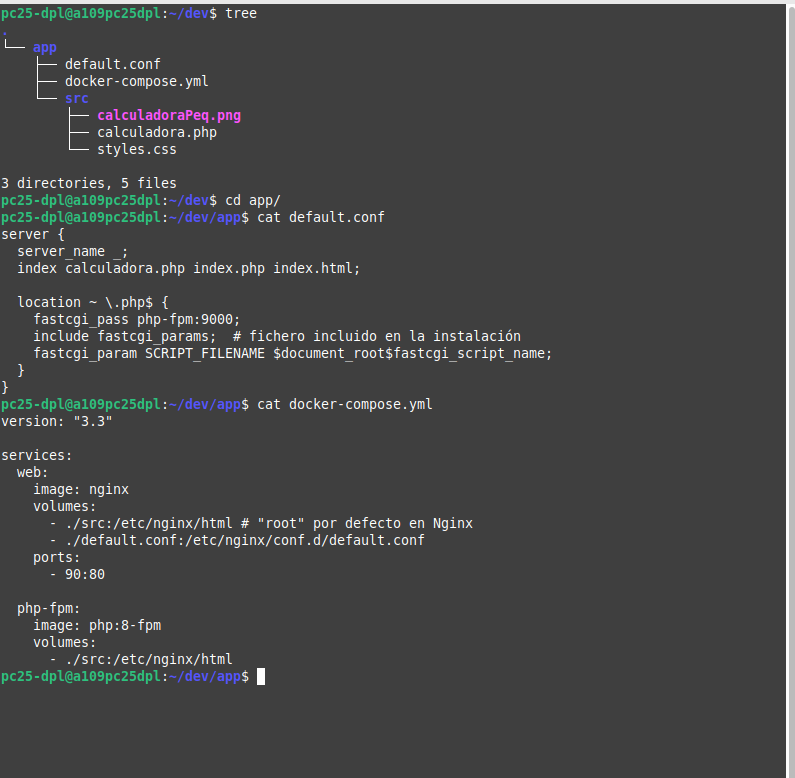 pc25-dpl@a109pc25dpl:~/dev$ tree
.
└── app
    ├── default.conf
    ├── docker-compose.yml
    └── src
        ├── calculadoraPeq.png
        ├── calculadora.php
        └── styles.css

3 directories, 5 files
pc25-dpl@a109pc25dpl:~/dev$ cd app/
pc25-dpl@a109pc25dpl:~/dev/app$ cat default.conf
server {
  server_name _;
  index calculadora.php index.php index.html;

  location ~ \.php$ {
    fastcgi_pass php-fpm:9000;
    include fastcgi_params;  # fichero incluido en la instalación
    fastcgi_param SCRIPT_FILENAME $document_root$fastcgi_script_name;
  }
}
pc25-dpl@a109pc25dpl:~/dev/app$ cat docker-compose.yml
version: "3.3"

services:
  web:
    image: nginx
    volumes:
      - ./src:/etc/nginx/html # "root" por defecto en Nginx
      - ./default.conf:/etc/nginx/conf.d/default.conf
    ports:
      - 90:80

  php-fpm:
    image: php:8-fpm
    volumes:
      - ./src:/etc/nginx/html
pc25-dpl@a109pc25dpl:~/dev/app$